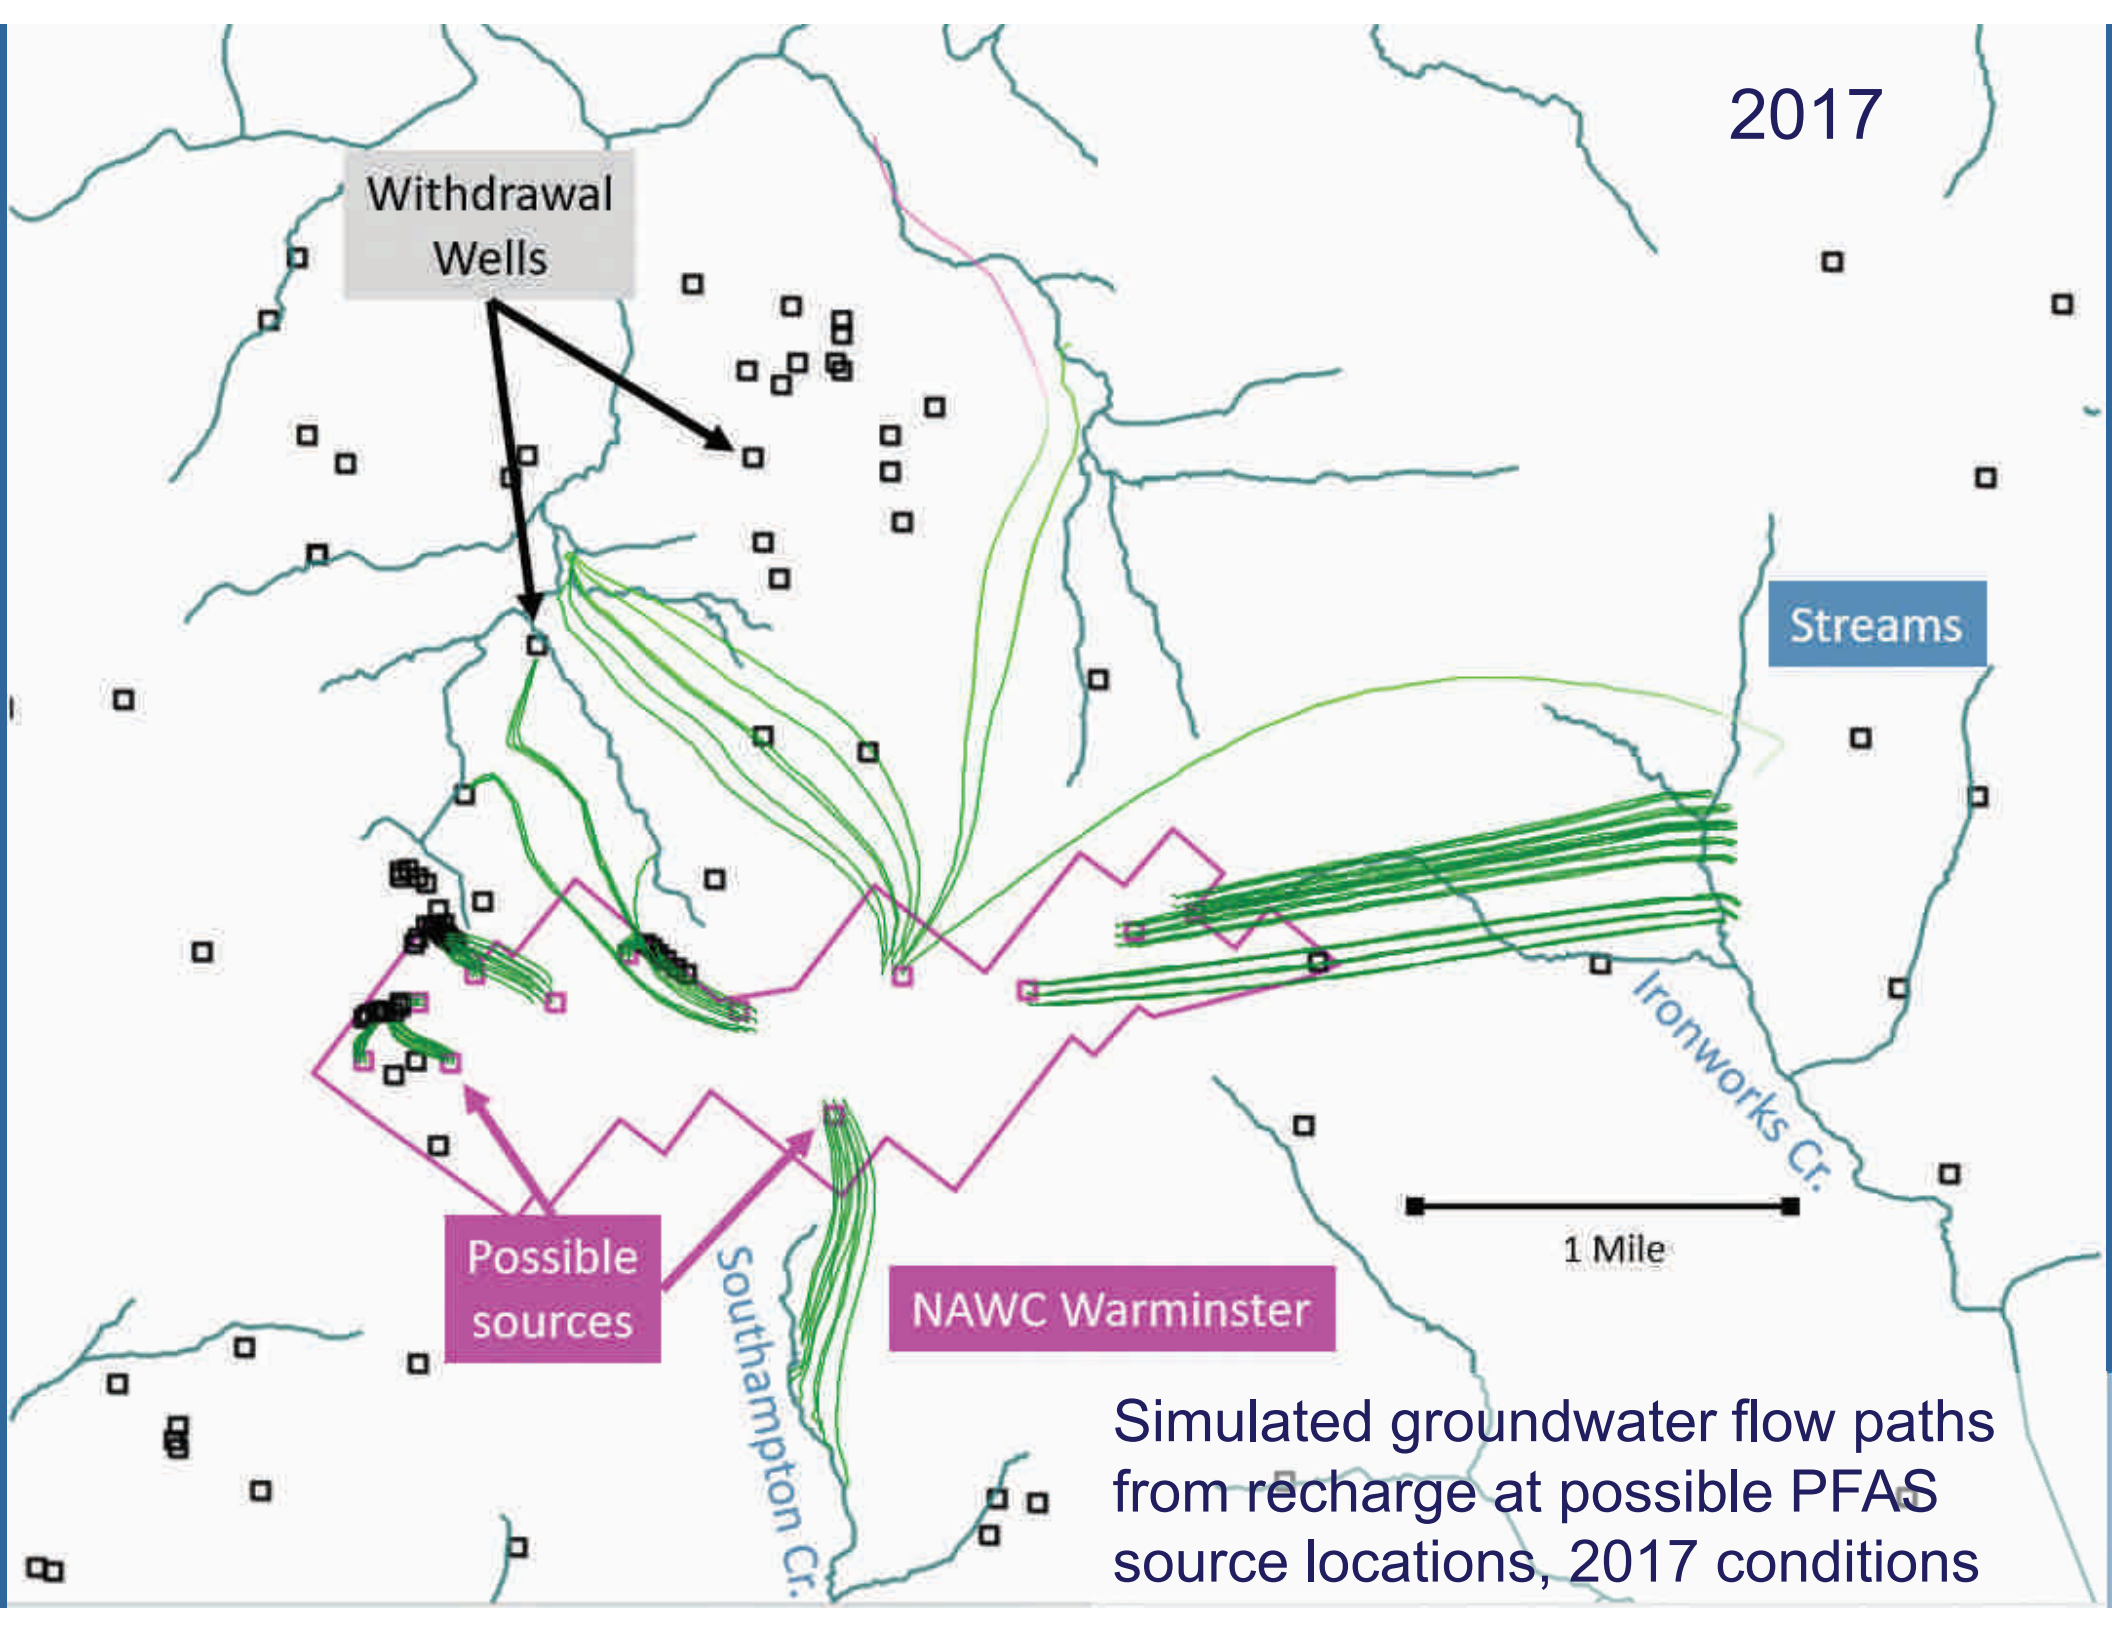 2017
Withdrawal
Wells
Streams
Ironworks Cr.
1 Mile
Possible
sources
Southampton Cr.
NAWC Warminster
Simulated groundwater flow paths
from recharge at possible PFAS
source locations, 2017 conditions